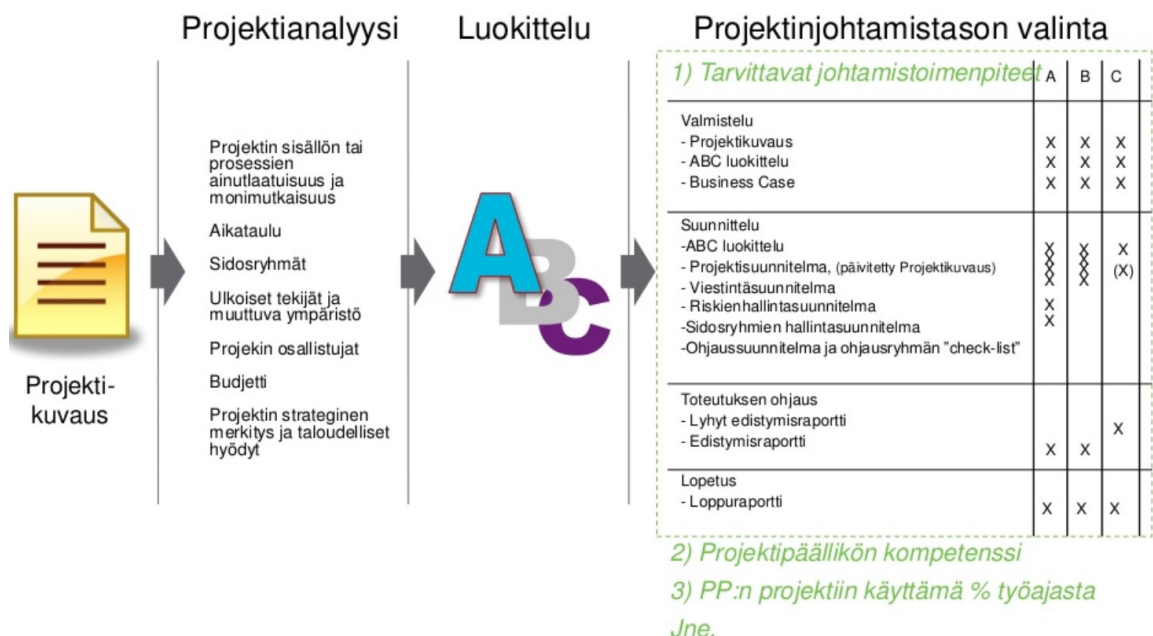 Projektianalyysi
Luokittelu
Projektinjohtamistason valinta
Projekti-
kuvaus
Projektin sisällön tai
prosessien
ainutlaatuisuus ja
monimutkaisuus
Aikataulu
Sidosryhmät
Ulkoiset tekijät ja
muuttuva ympäristö
Projekin osallistujat
Budjetti
Projektin strateginen
merkitys ja taloudelliset
hyödyt
A
B
C
1) Tarvittavat johtamistoimenpiteet A B C
Valmistelu
- Projektikuvaus X X X
- ABC luokittelu X X X
- Business Case X X X
Suunnittelu
-ABC luokittelu X X X
- Projektisuunnitelma, (päivitetty Projektikuvaus) X X (X)
- Viestintäsuunnitelma X X
- Riskienhallintasuunnitelma X X
-Sidosryhmien hallintasuunnitelma X
-Ohjaussuunnitelma ja ohjausryhmän "check-list" X
Toteutuksen ohjaus
- Lyhyt edistymisraportti X
- Edistymisraportti X X
Lopetus
- Loppuraportti X X X
2) Projektipäällikön kompetenssi
3) PP:n projektiin käyttämä % työajasta
Jne.